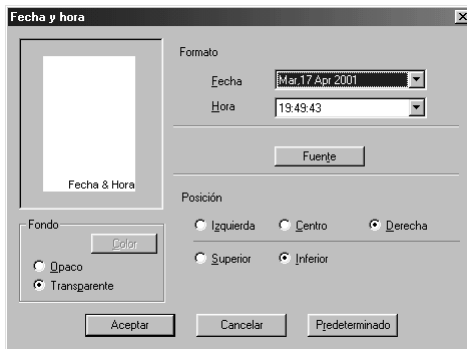 Fecha y hora
Formato
Fecha Mar,17 Apr 2001
Hora 19:49:43
Fuente
Fecha & Hora
Posición
Izquierda Centro Derecha
Superior Inferior
Fondo
Color
Opaco
Transparente
Aceptar Cancelar Predeterminado